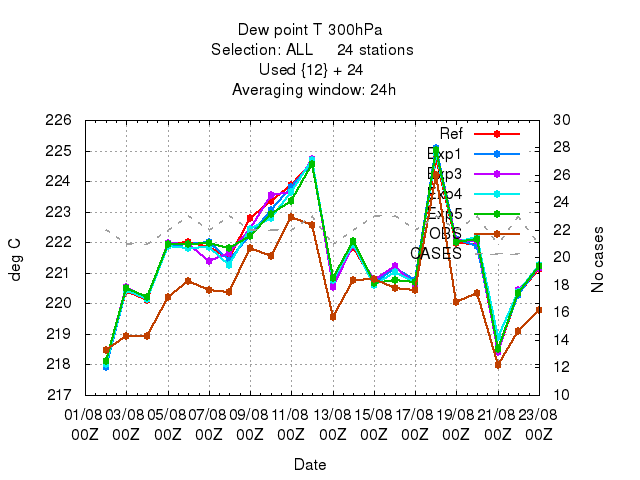 Dew point T 300hPa
Selection: ALL 24 stations
Used {12} + 24
Averaging window: 24h
226
225
224
223
222
221
220
219
218
217
deg C
30
28
26
24
22
20
18
16
14
12
10
No cases
Ref
Exp1
Exp3
Exp4
Exp5
OBS
CASES
01/08 03/08 05/08 07/08 09/08 11/08 13/08 15/08 17/08 19/08 21/08 23/08
00Z 00Z 00Z 00Z 00Z 00Z 00Z 00Z 00Z 00Z 00Z 00Z
Date